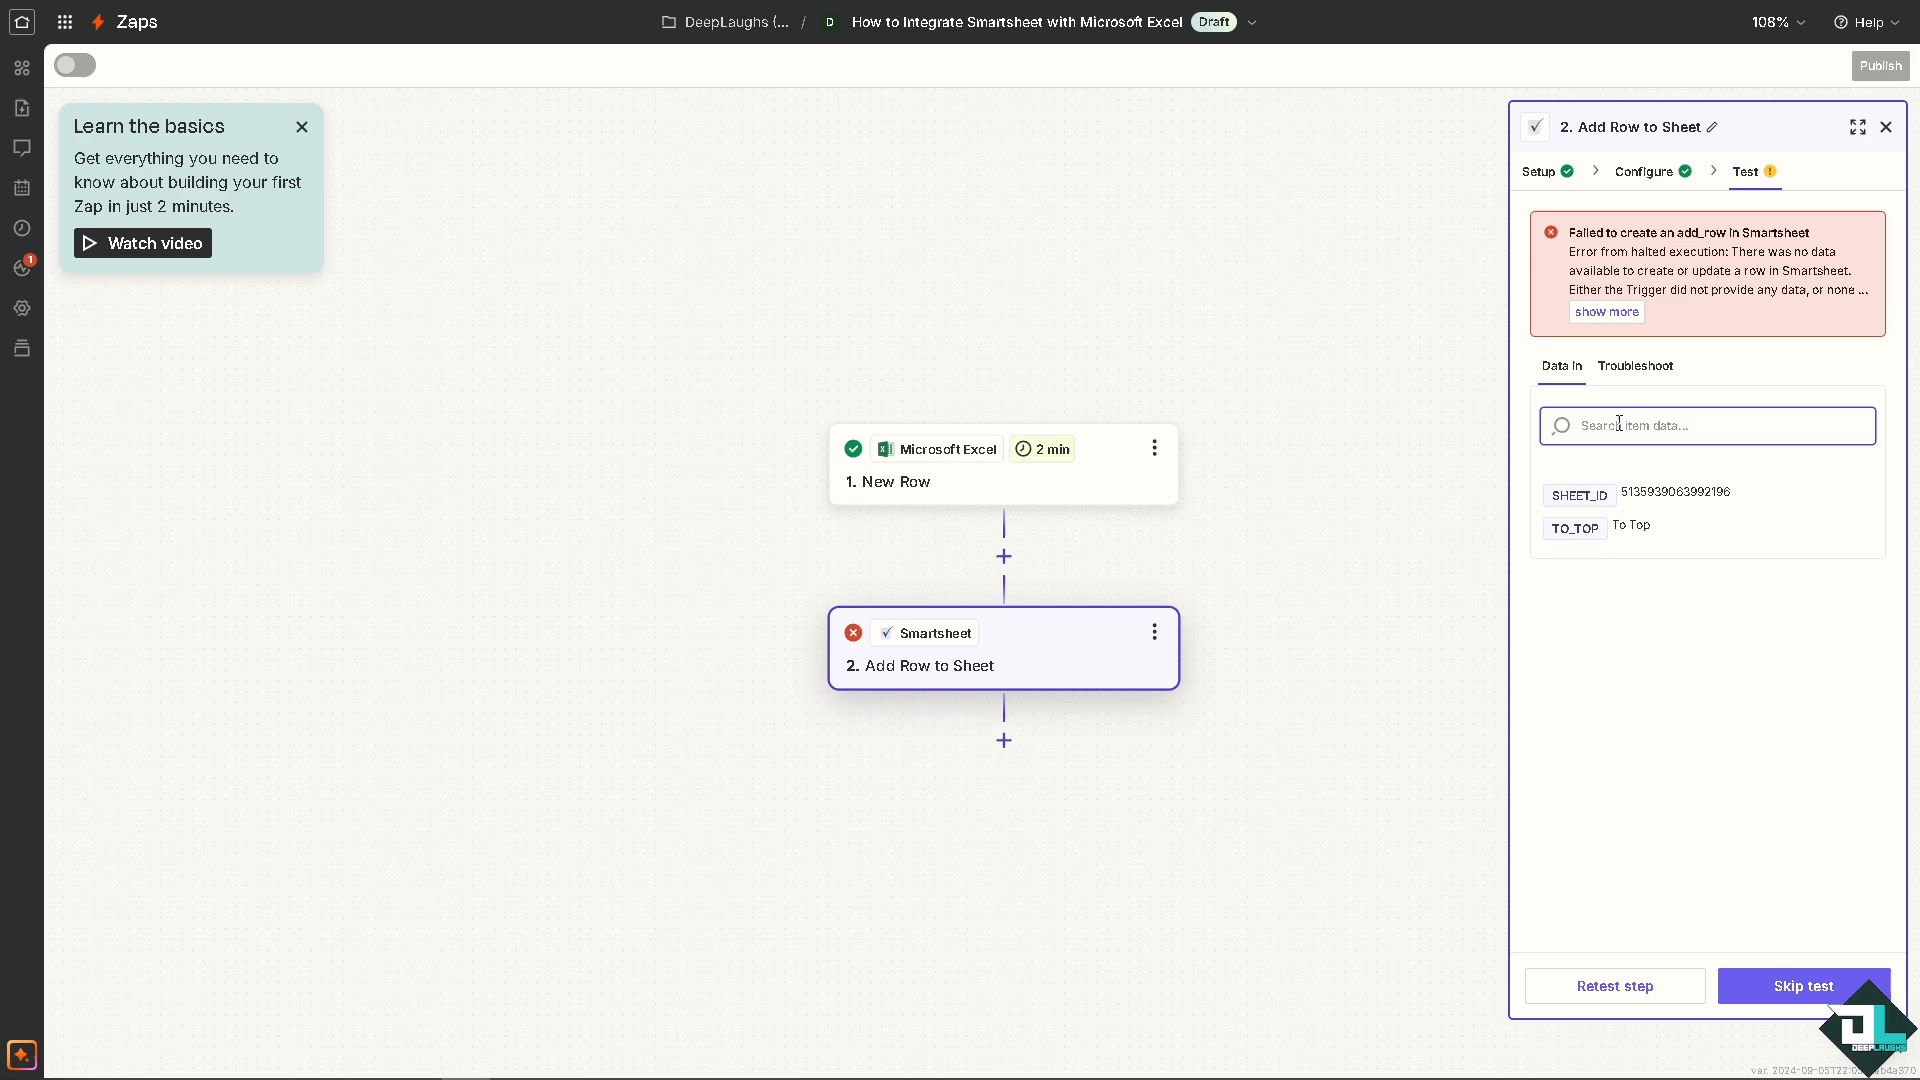 Zaps
DeepLaughs (... / D How to Integrate Smartsheet with Microsoft Excel Draft
108%
Help
Publish
Learn the basics
Get everything you need to
know about building your first
Zap in just 2 minutes.
Watch video
1
Microsoft Excel
2 min
1. New Row
Smartsheet
2. Add Row to Sheet
2. Add Row to Sheet
Setup
Configure
Test
Failed to create an add_row in Smartsheet
Error from halted execution: There was no data
available to create or update a row in Smartsheet.
Either the Trigger did not provide any data, or none ...
show more
Data in
Troubleshoot
Search item data...
SHEET_ID 5135939063992196
TO_TOP To Top
Retest step
Skip test
JL
DEEPLAUGHS